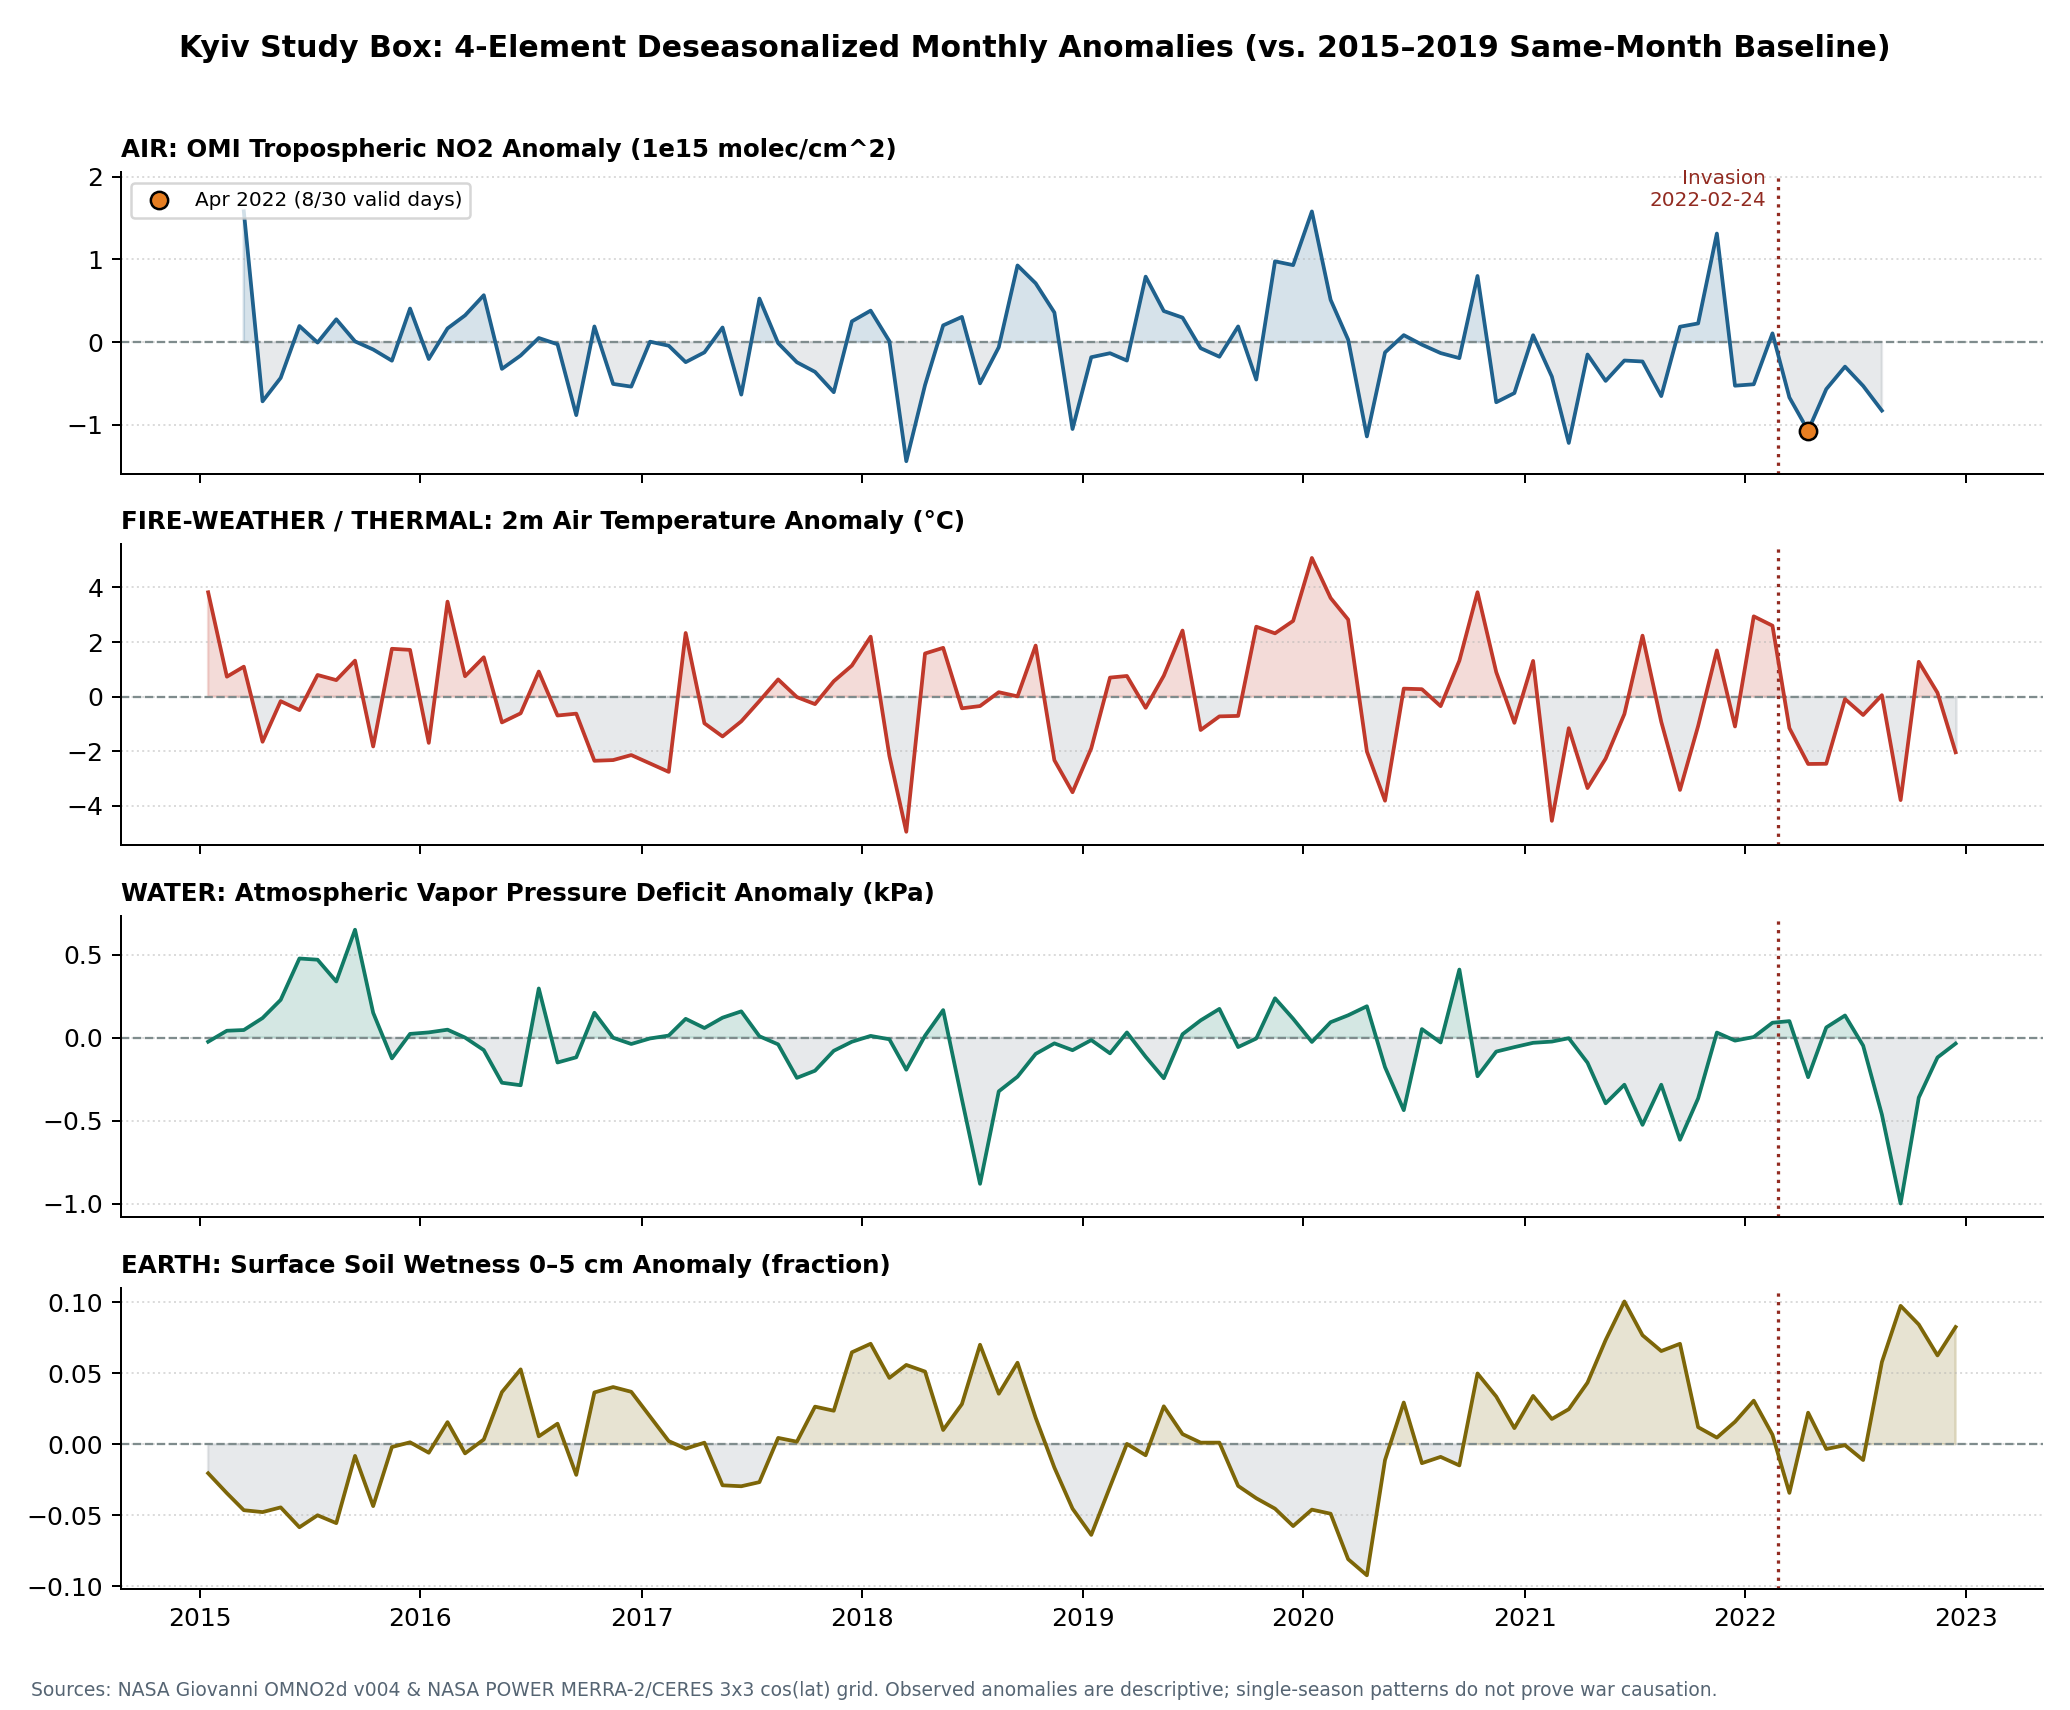 Kyiv Study Box: 4-Element Deseasonalized Monthly Anomalies (vs. 2015–2019 Same-Month Baseline)
AIR: OMI Tropospheric NO2 Anomaly (1e15 molec/cm^2)
Apr 2022 (8/30 valid days)
Invasion
2022-02-24
2
1
0
−1
FIRE-WEATHER / THERMAL: 2m Air Temperature Anomaly (°C)
4
2
0
−2
−4
WATER: Atmospheric Vapor Pressure Deficit Anomaly (kPa)
0.5
0.0
−0.5
−1.0
EARTH: Surface Soil Wetness 0–5 cm Anomaly (fraction)
0.10
0.05
0.00
−0.05
−0.10
2015 2016 2017 2018 2019 2020 2021 2022 2023
Sources: NASA Giovanni OMNO2d v004 & NASA POWER MERRA-2/CERES 3x3 cos(lat) grid. Observed anomalies are descriptive; single-season patterns do not prove war causation.